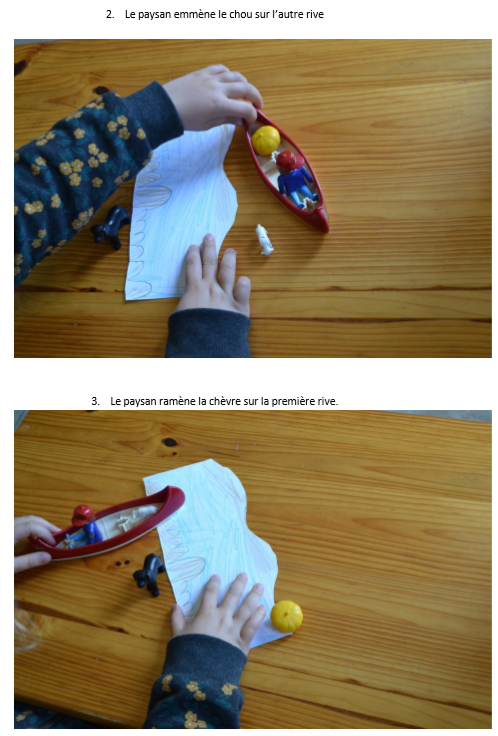 2. Le paysan emmène le chou sur l'autre rive
3. Le paysan ramène la chèvre sur la première rive.